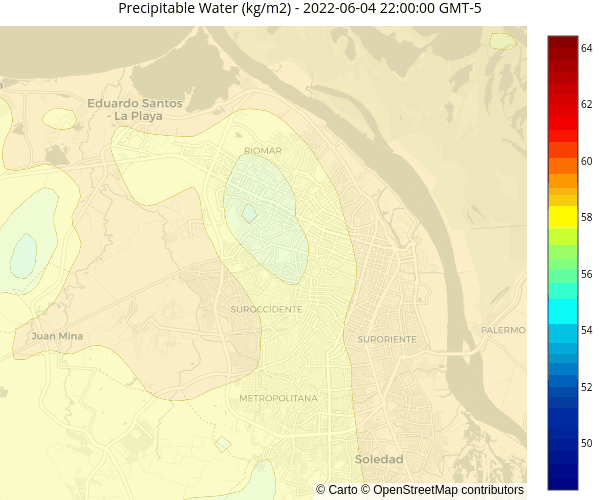 Precipitable Water (kg/m2) - 2022-06-04 22:00:00 GMT-5
64
62
60
58
56
54
52
50
Eduardo Santos
- La Playa
RIOMAR
SUROCCIDENTE
Juan Mina
SURORIENTE
PALERMO
METROPOLITANA
Soledad
© Carto © OpenStreetMap contributors